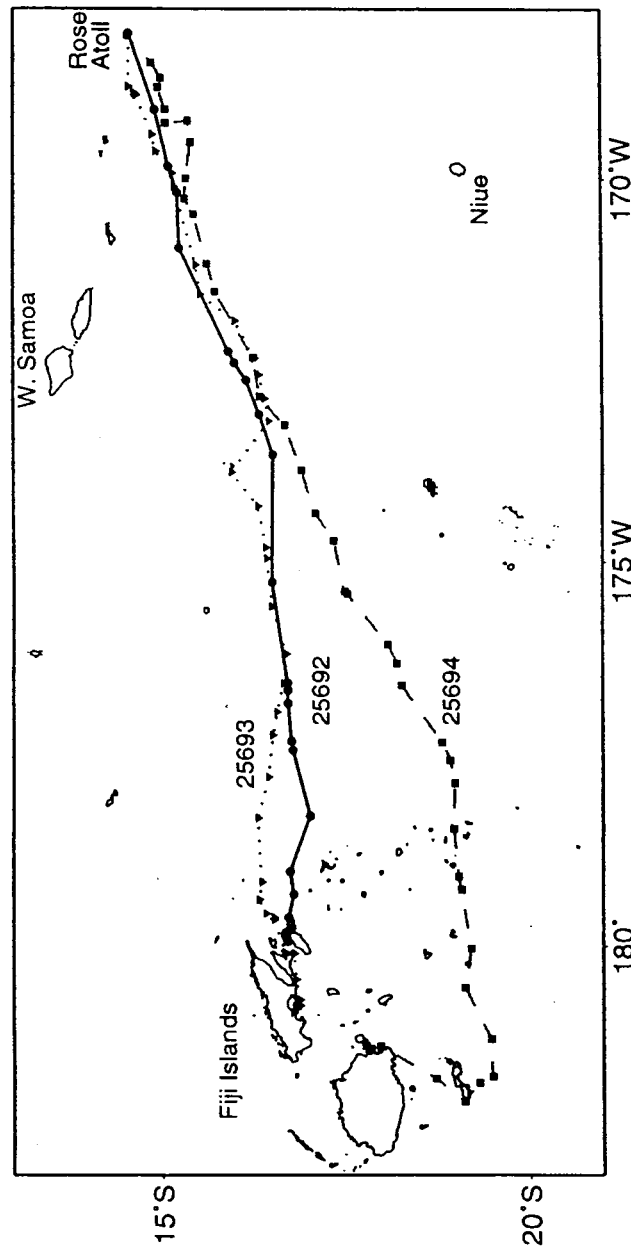 Rose
Atoll
W. Samoa
Niue
25693
25692
25694
Fiji Islands
15°S
20°S
180°
175°W
170°W